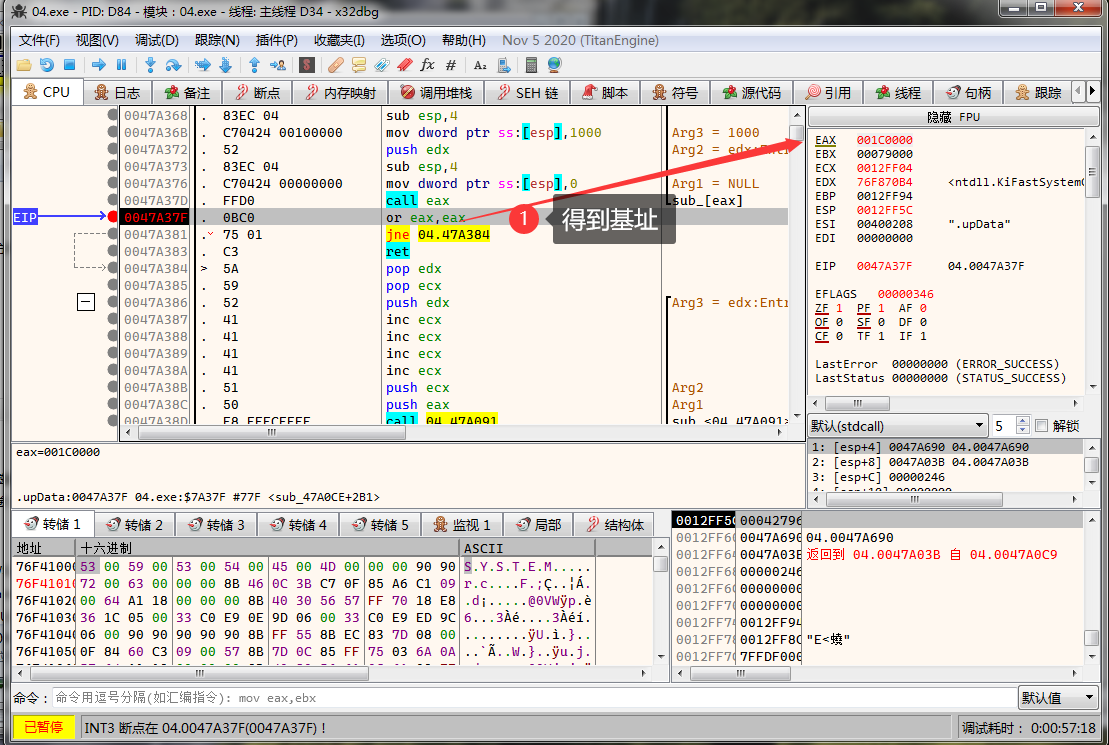 04.exe - PID: D84 - 模块: 04.exe - 线程: 主线程 D34 - x32dbg
文件(F) 视图(V) 调试(D) 跟踪(N) 插件(P) 收藏夹(I) 选项(O) 帮助(H) Nov 5 2020 (TitanEngine)
CPU 日志 备注 断点 内存映射 调用堆栈 SEH 链 脚本 符号 源代码 引用 线程 句柄 跟踪
0047A368 . 83EC 04 sub esp,4
0047A36B . C70424 00100000 mov dword ptr ss:[esp],1000 Arg3 = 1000
0047A372 . 52 push edx
0047A373 . 83EC 04 sub esp,4
0047A376 . C70424 00000000 mov dword ptr ss:[esp],0 Arg1 = NULL
0047A37D . FFD0 call eax sub_[eax]
EIP 0047A37F . 0BC0 or eax,eax
1 得到基址
0047A381 . 75 01 jne 04.47A384
0047A383 . C3 ret
0047A384 > 5A pop edx
0047A385 . 59 pop ecx
0047A386 . 52 push edx Arg3 = edx:Entr
0047A387 . 41 inc ecx
0047A388 . 41 inc ecx
0047A389 . 41 inc ecx
0047A38A . 41 inc ecx
0047A38B . 51 push ecx Arg2
0047A38C . 50 push eax Arg1
0047A38D . E8 FFFCFFFF call 04.47A091 sub_<04.47A091>
隐藏 FPU
EAX 001C0000
EBX 00079000
ECX 0012FF04
EDX 76F870B4 <ntdll.KiFastSystemC
EBP 0012FF94
ESP 0012FF5C
ESI 00400208 ".upData"
EDI 00000000
EIP 0047A37F 04.0047A37F
EFLAGS 00000346
ZF 1 PF 1 AF 0
OF 0 SF 0 DF 0
CF 0 TF 1 IF 1
LastError 00000000 (ERROR_SUCCESS)
LastStatus 00000000 (STATUS_SUCCESS)
默认(stdcall) 5 解锁
1: [esp+4] 0047A690 04.0047A690
2: [esp+8] 0047A03B 04.0047A03B
3: [esp+C] 00000246
eax=001C0000
.upData:0047A37F 04.exe:$7A37F #77F <sub_47A0CE+2B1>
转储 1 转储 2 转储 3 转储 4 转储 5 监视 1 局部 结构体
地址 十六进制 ASCII
76F41000 53 00 59 00 53 00 54 00 45 00 4D 00 00 00 90 90 S.Y.S.T.E.M.....
76F41010 72 00 63 00 00 00 8B 46 0C 3B C7 0F 85 A6 C1 09 r.c....F.;Ç..¦Á.
76F41020 00 64 A1 18 00 00 00 8B 40 30 56 57 FF 70 18 E8 .d¡.....@0VWÿp.è
76F41030 36 1C 05 00 33 C0 E9 0E 9D 06 00 33 C0 E9 ED 9C 6...3Àé....3Àéí.
76F41040 06 00 90 90 90 90 90 8B FF 55 8B EC 83 7D 08 00 ........ÿU.ì.}..
76F41050 0F 84 60 C3 09 00 57 8B 7D 0C 85 FF 75 03 6A 0A ..`Ã..W.}..ÿu.j.
0012FF5C 00042796
0012FF60 0047A690 04.0047A690
0012FF64 0047A03B 返回到 04.0047A03B 自 04.0047A0C9
0012FF68 00000246
0012FF6C 00000000
0012FF70 00000000
0012FF74 0012FF94
0012FF78 0012FF8C "E<蟯"
0012FF7C 7FFDF000
命令: 命令用逗号分隔(如汇编指令): mov eax,ebx 默认值
已暂停 INT3 断点在 04.0047A37F(0047A37F)！ 调试耗时: 0:00:57:18